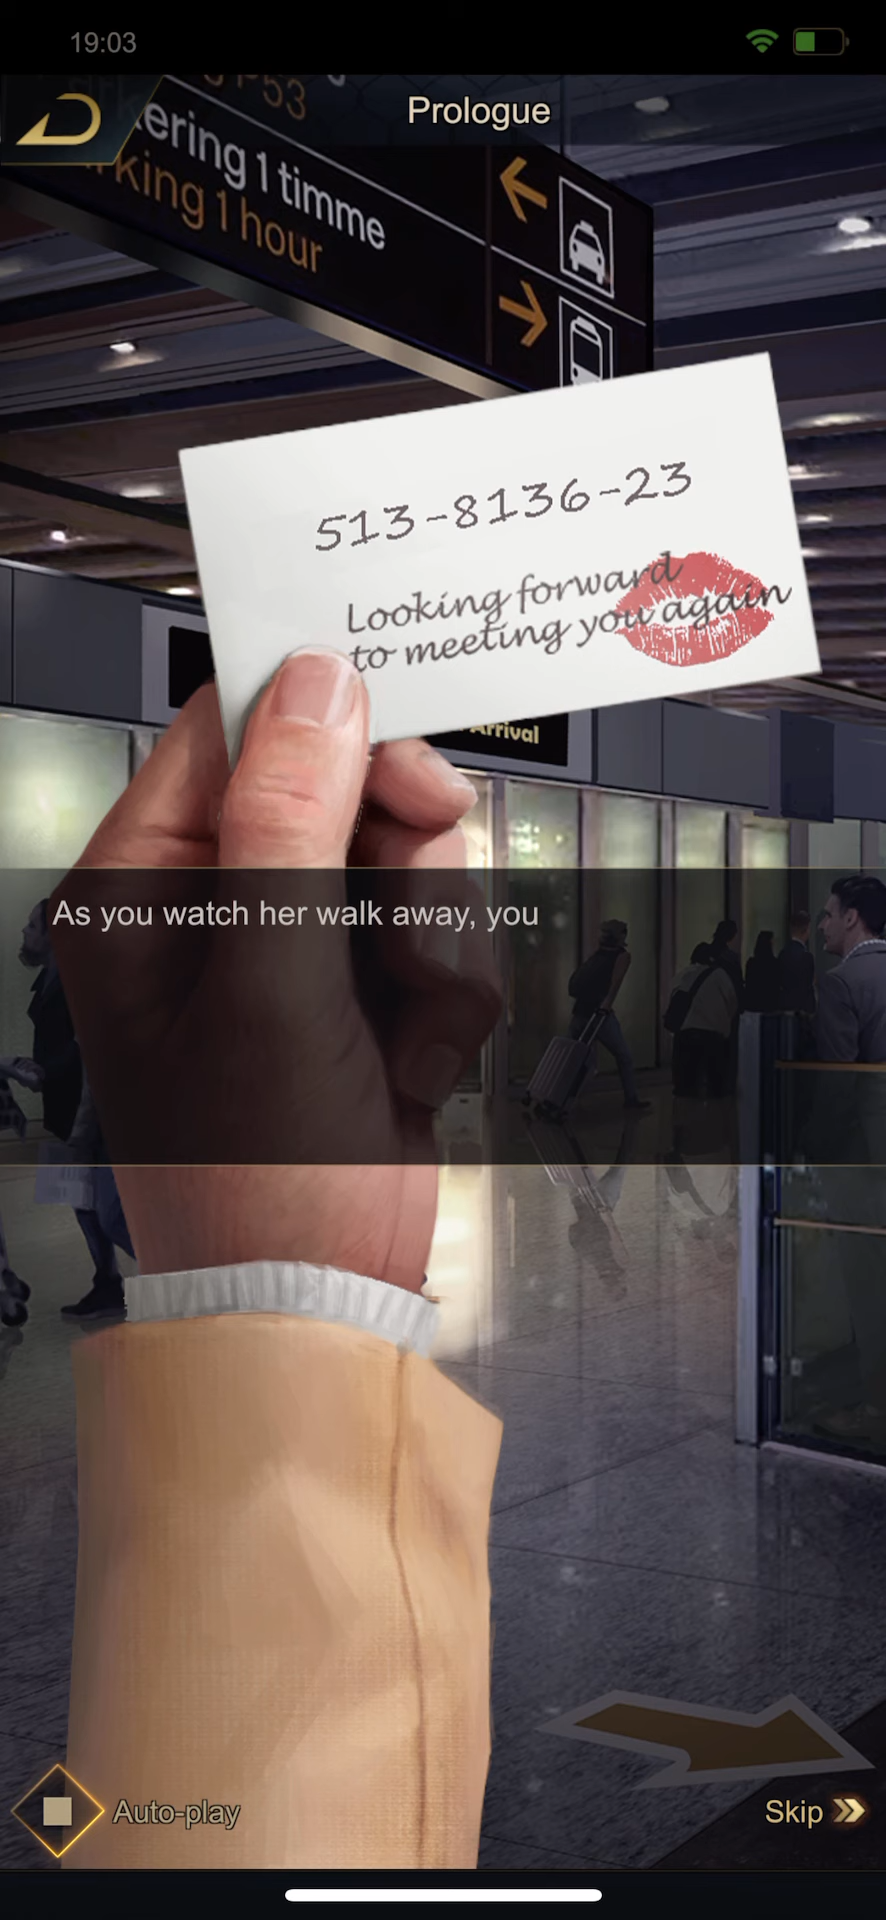 19:03
Prologue
P53
ering 1 timme
king 1 hour
513-8136-23
Looking forward
to meeting you again
Arrival
As you watch her walk away, you
Auto-play
Skip